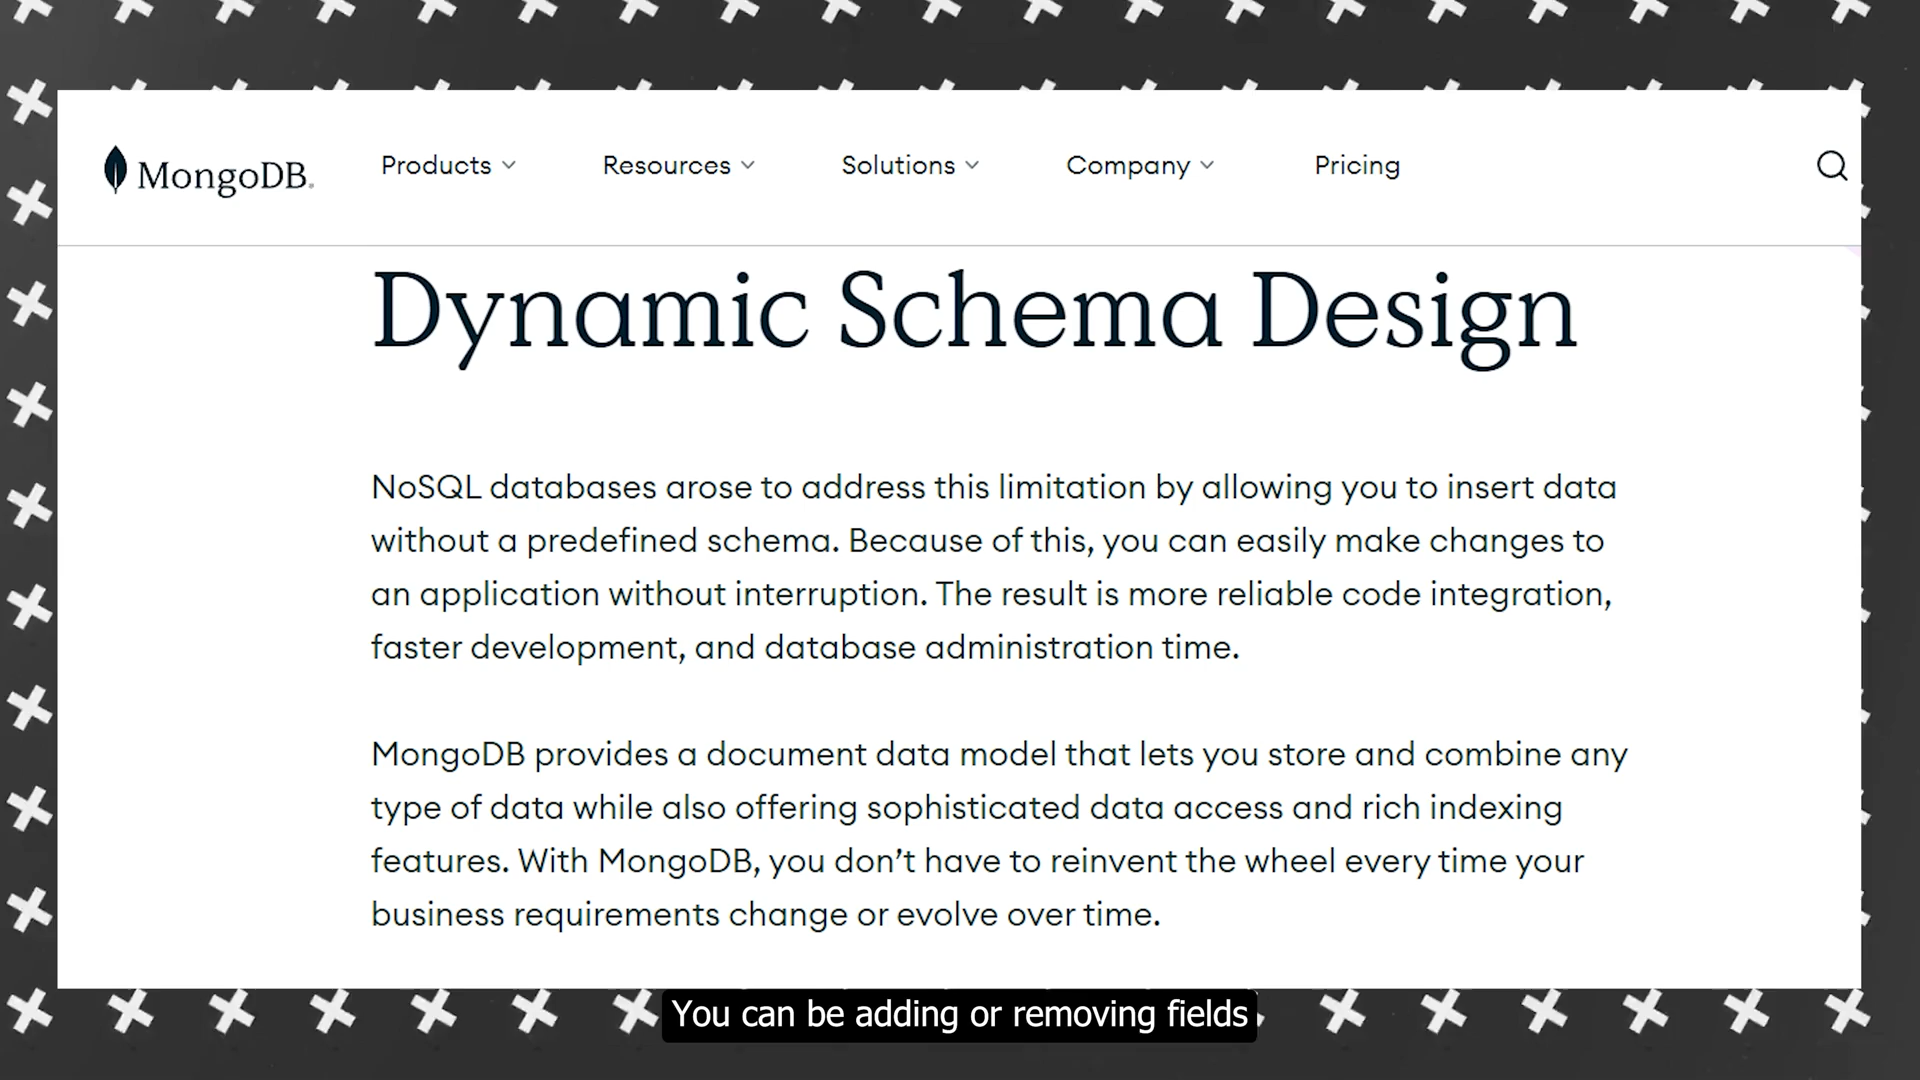 MongoDB.
Products
Resources
Solutions
Company
Pricing
Dynamic Schema Design
NoSQL databases arose to address this limitation by allowing you to insert data
without a predefined schema. Because of this, you can easily make changes to
an application without interruption. The result is more reliable code integration,
faster development, and database administration time.
MongoDB provides a document data model that lets you store and combine any
type of data while also offering sophisticated data access and rich indexing
features. With MongoDB, you don’t have to reinvent the wheel every time your
business requirements change or evolve over time.
You can be adding or removing fields